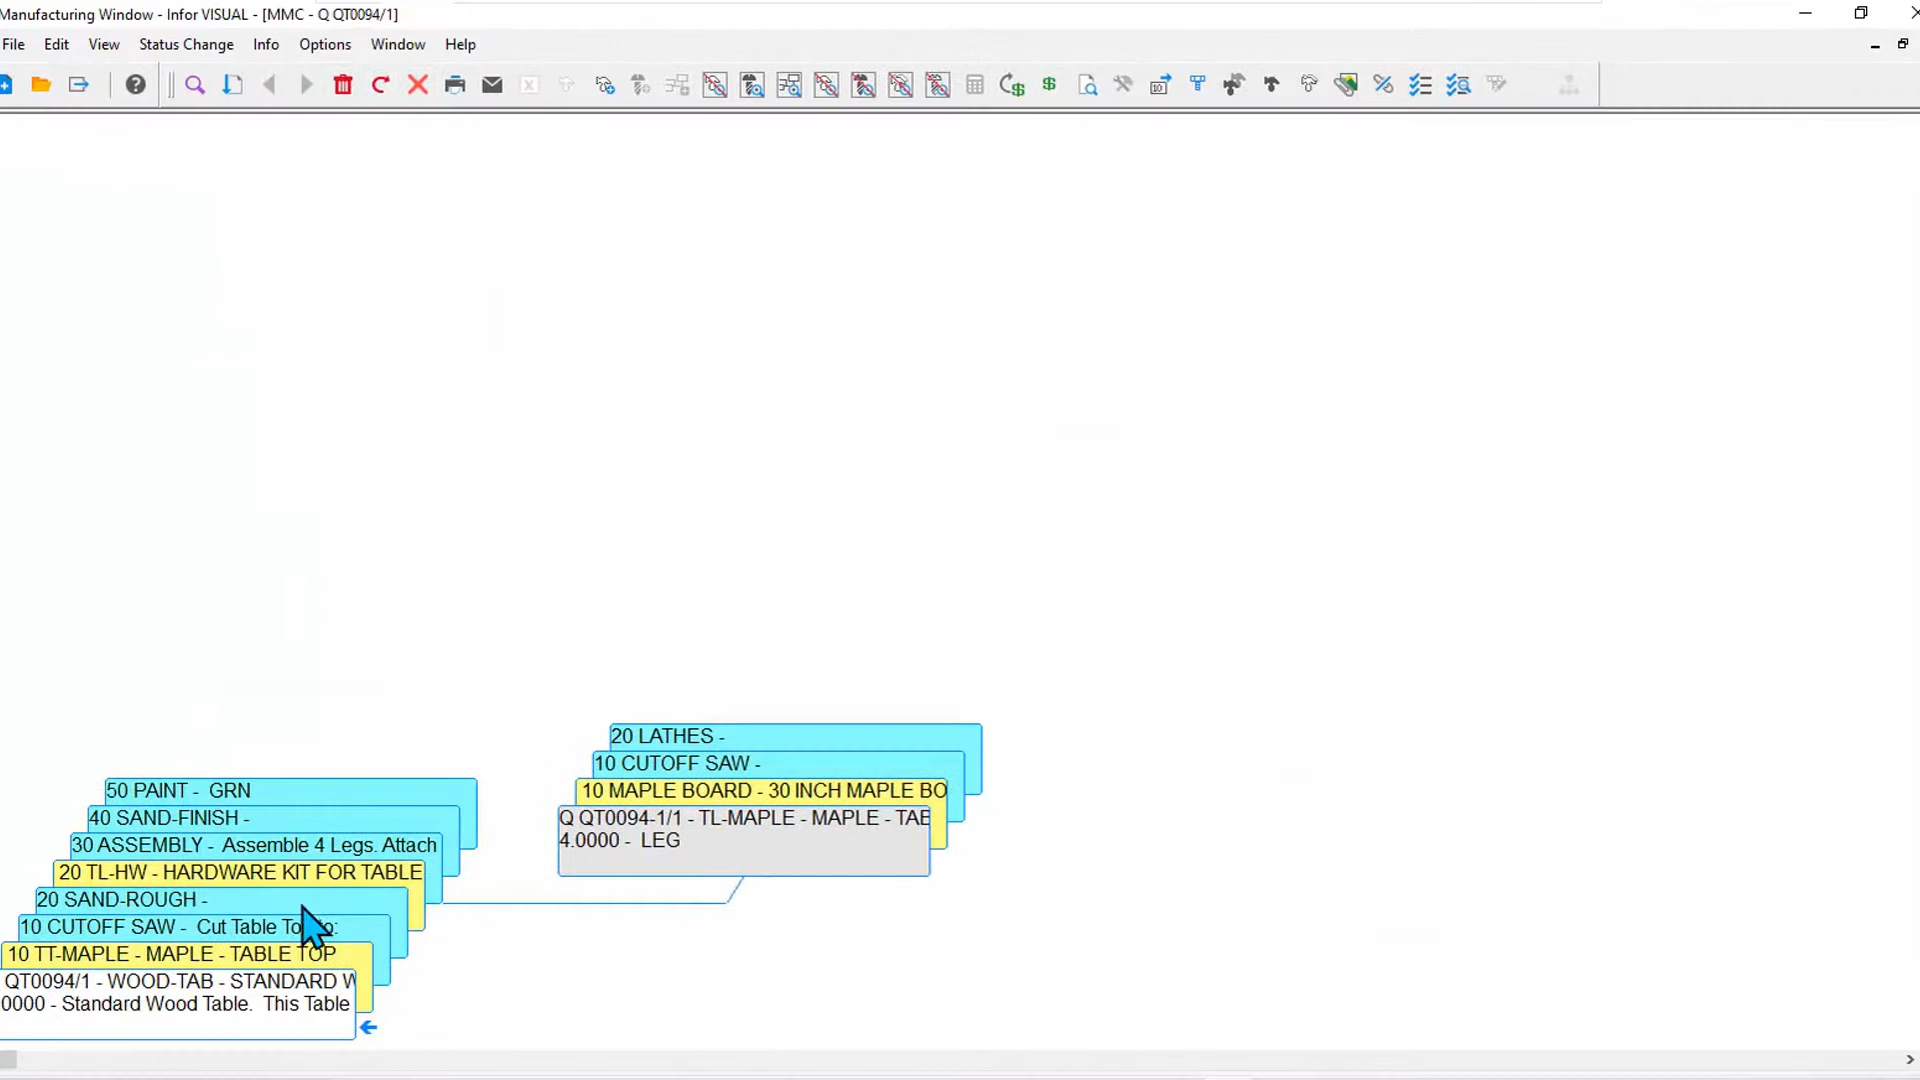 Manufacturing Window - Infor VISUAL - [MMC - Q QT0094/1]
File Edit View Status Change Info Options Window Help
20 LATHES -
10 CUTOFF SAW -
10 MAPLE BOARD - 30 INCH MAPLE BO
Q QT0094-1/1 - TL-MAPLE - MAPLE - TAB
4.0000 - LEG
50 PAINT - GRN
40 SAND-FINISH -
30 ASSEMBLY - Assemble 4 Legs. Attach
20 TL-HW - HARDWARE KIT FOR TABLE
20 SAND-ROUGH -
10 CUTOFF SAW - Cut Table
10 TT-MAPLE - MAPLE - TABLE TOP
QT0094/1 - WOOD-TAB - STANDARD W
0000 - Standard Wood Table. This Table